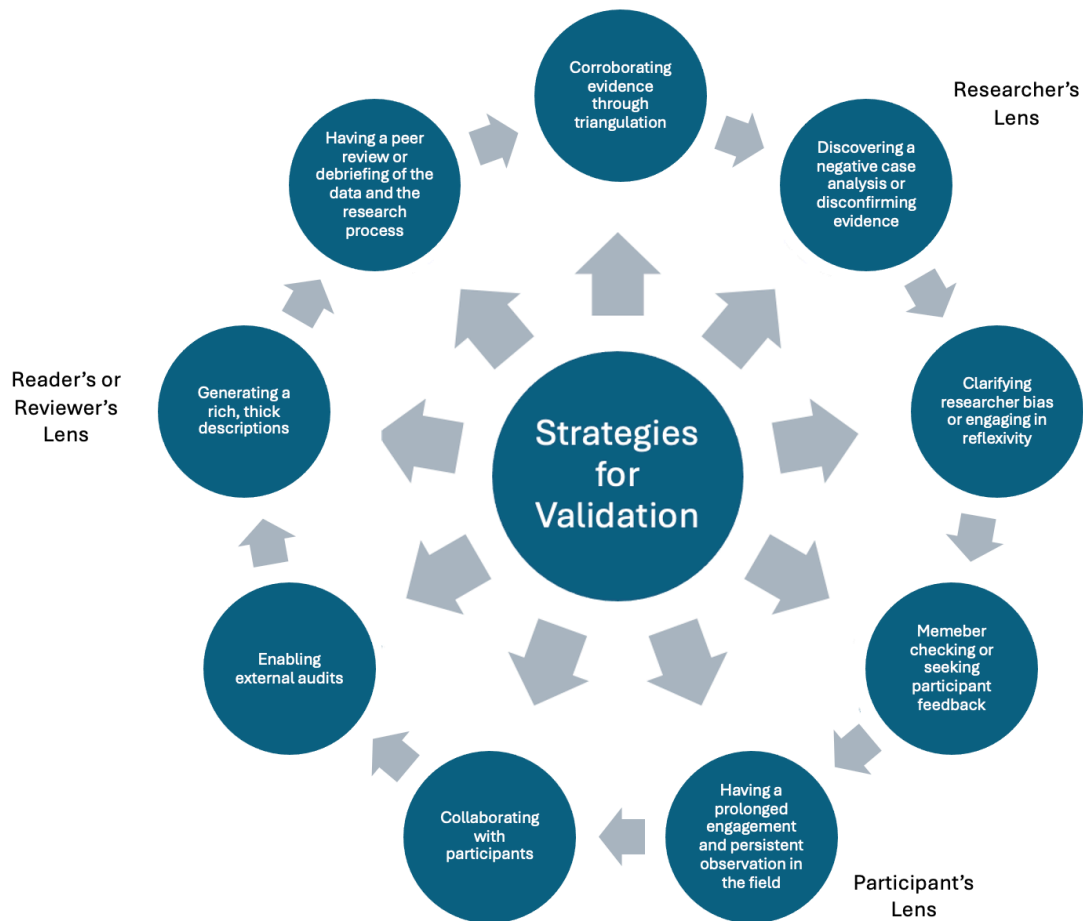 Corroborating
evidence
through
triangulation
Researcher's
Lens
Discovering a
negative case
analysis or
disconfirming
evidence
Clarifying
researcher bias
or engaging in
reflexivity
Memeber
checking or
seeking
participant
feedback
Having a
prolonged
engagement
and persistent
observation in
the field
Participant's
Lens
Collaborating
with
participants
Enabling
external audits
Reader's or
Reviewer's
Lens
Generating a
rich, thick
descriptions
Having a peer
review or
debriefing of the
data and the
research
process
Strategies
for
Validation